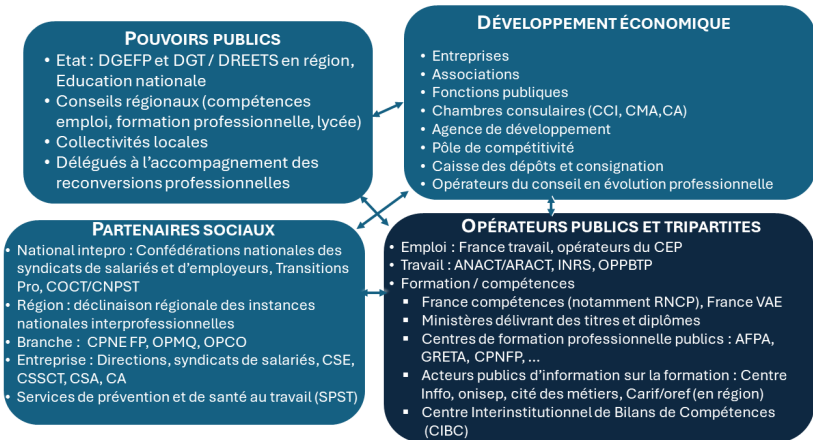 POUVOIRS PUBLICS
• Etat : DGEFP et DGT / DREETS en région,
Education nationale
• Conseils régionaux (compétences
emploi, formation professionnelle, lycée)
• Collectivités locales
• Délégués à l'accompagnement des
reconversions professionnelles
DÉVELOPPEMENT ÉCONOMIQUE
• Entreprises
• Associations
• Fonctions publiques
• Chambres consulaires (CCI, CMA,CA)
• Agence de développement
• Pôle de compétitivité
• Caisse des dépôts et consignation
• Opérateurs du conseil en évolution professionnelle
PARTENAIRES SOCIAUX
• National intepro : Confédérations nationales des
syndicats de salariés et d'employeurs, Transitions
Pro, COCT/CNPST
• Région : déclinaison régionale des instances
nationales interprofessionnelles
• Branche : CPNE FP, OPMQ, OPCO
• Entreprise : Directions, syndicats de salariés, CSE,
CSSCT, CSA, CA
• Services de prévention et de santé au travail (SPST)
OPÉRATEURS PUBLICS ET TRIPARTITES
• Emploi : France travail, opérateurs du CEP
• Travail : ANACT/ARACT, INRS, OPPBTP
• Formation / compétences
▪ France compétences (notamment RNCP), France VAE
▪ Ministères délivrant des titres et diplômes
▪ Centres de formation professionnelle publics : AFPA,
GRETA, CPNFP, ...
▪ Acteurs publics d'information sur la formation : Centre
Inffo, onisep, cité des métiers, Carif/oref (en région)
▪ Centre Interinstitutionnel de Bilans de Compétences
(CIBC)